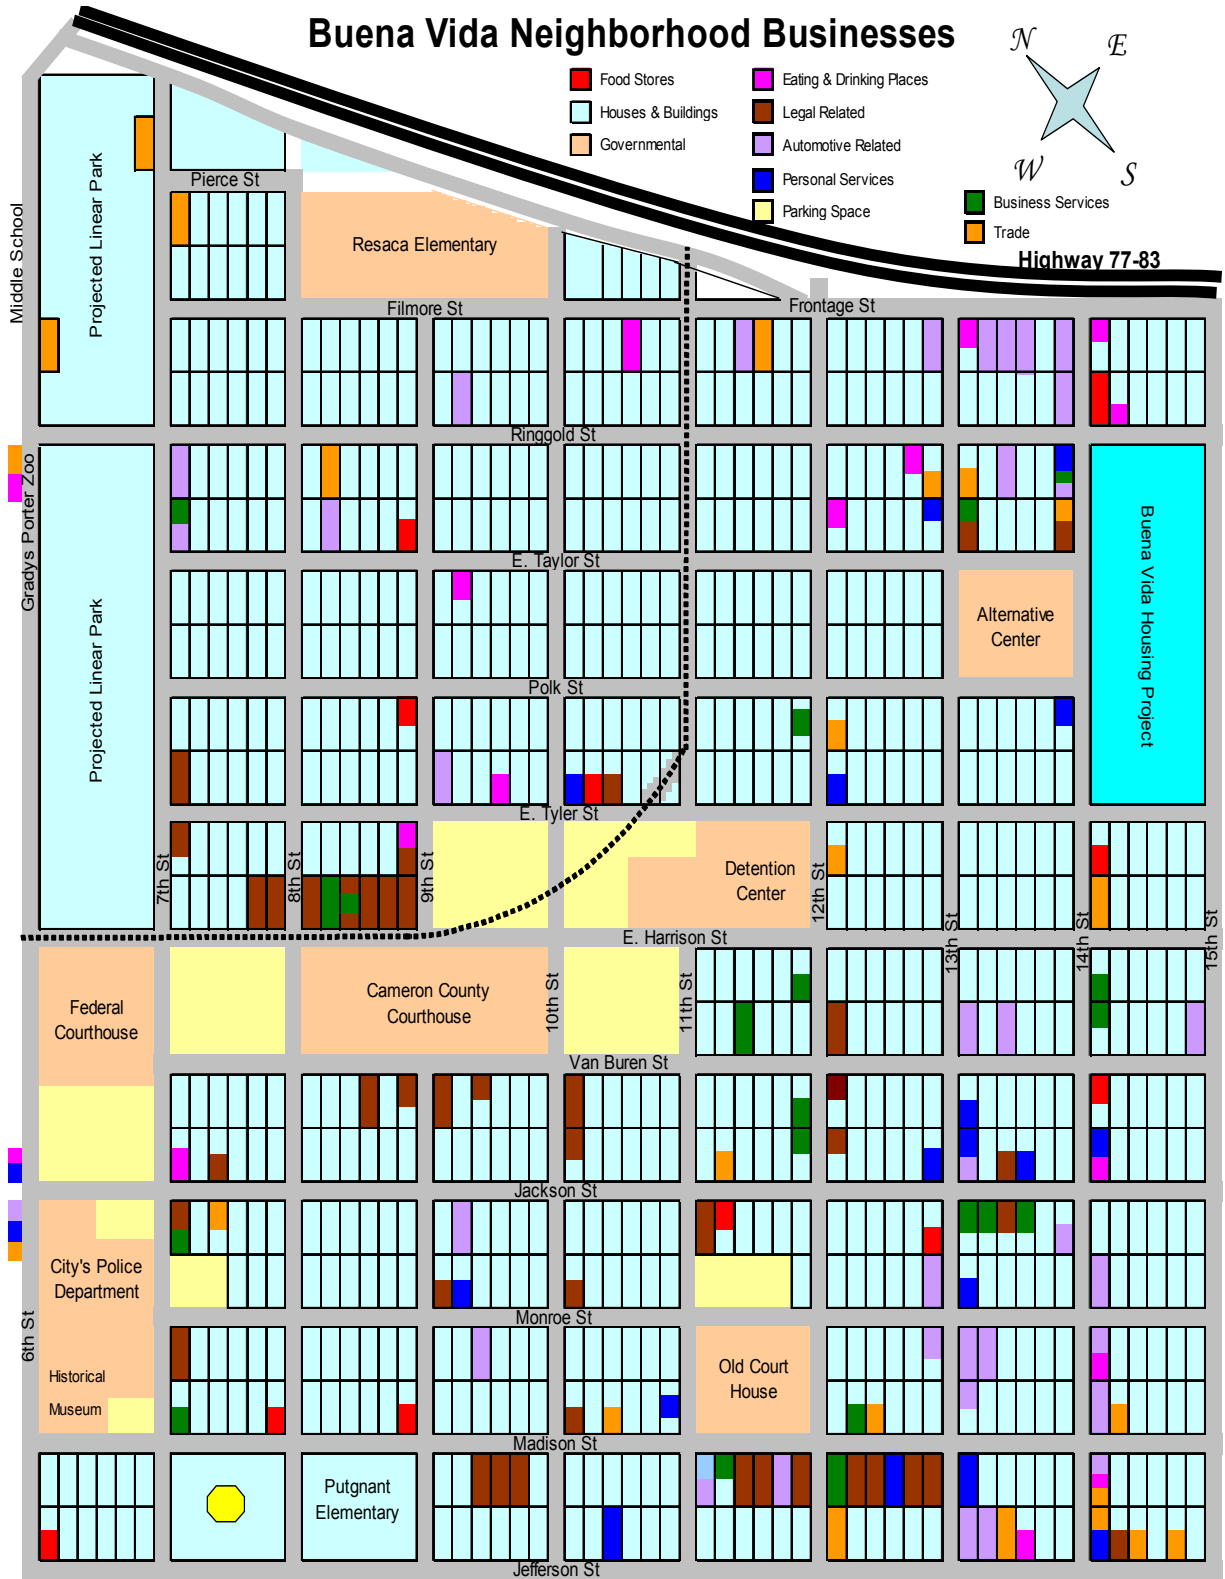 Buena Vida Neighborhood Businesses
N
E
W
S
Food Stores
Houses & Buildings
Governmental
Eating & Drinking Places
Legal Related
Automotive Related
Personal Services
Parking Space
Business Services
Trade
Highway 77-83
Middle School
Projected Linear Park
Pierce St
Resaca Elementary
Filmore St
Frontage St
Ringgold St
Gradys Porter Zoo
Projected Linear Park
E. Taylor St
Alternative
Center
Buena Vida Housing Project
Polk St
E. Tyler St
7th St
8th St
9th St
Detention
Center
12th St
E. Harrison St
13th St
14th St
15th St
Federal
Courthouse
Cameron County
Courthouse
10th St
11th St
Van Buren St
Jackson St
City's Police
Department
Monroe St
6th St
Historical
Museum
Old Court
House
Madison St
Putgnant
Elementary
Jefferson St